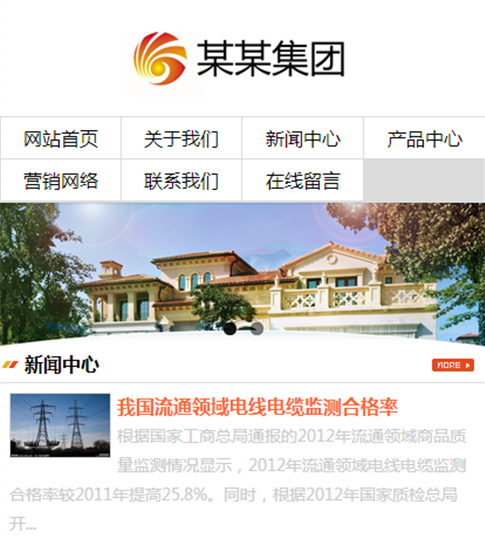 某某集团
网站首页 关于我们 新闻中心 产品中心
营销网络 联系我们 在线留言
新闻中心 MORE
我国流通领域电线电缆监测合格率
根据国家工商总局通报的2012年流通领域商品质
量监测情况显示，2012年流通领域电线电缆监测
合格率较2011年提高25.8%。同时，根据2012年国家质检总局
开...